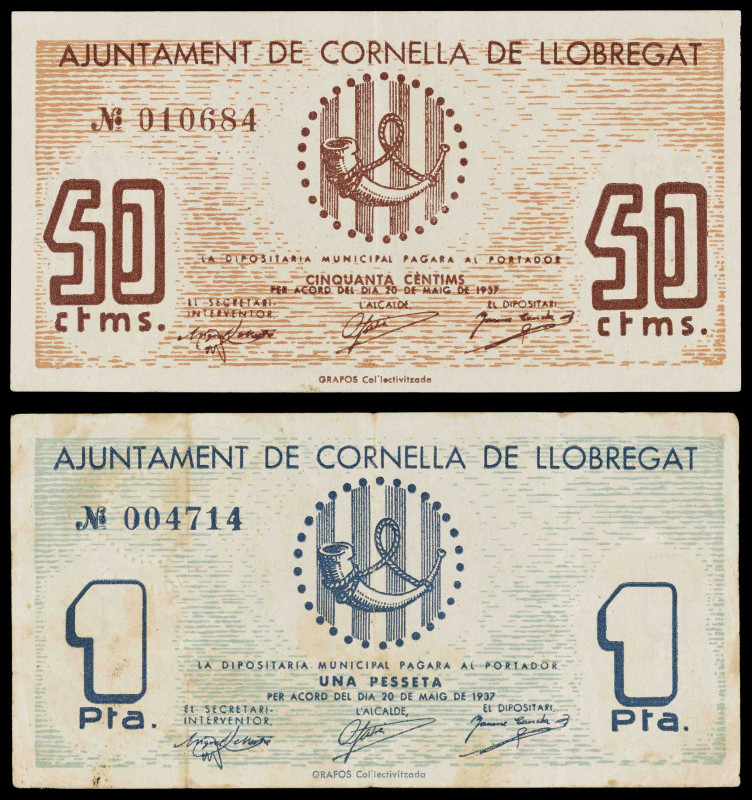 AJUNTAMENT DE CORNELLA DE LLOBREGAT
№ 010684
50 ctms.
50 ctms.
LA DIPOSITARIA MUNICIPAL PAGARA AL PORTADOR
CINQUANTA CÈNTIMS
PER ACORD DEL DIA 20 DE MAIG DE 1937
EL SECRETARI-
INTERVENTOR,
L'ALCALDE,
EL DIPOSITARI,
GRAFOS Col'lectivitzada
AJUNTAMENT DE CORNELLA DE LLOBREGAT
№ 004714
1 Pta.
1 Pta.
LA DIPOSITARIA MUNICIPAL PAGARA AL PORTADOR
UNA PESSETA
PER ACORD DEL DIA 20 DE MAIG DE 1937
EL SECRETARI-
INTERVENTOR,
L'ALCALDE,
EL DIPOSITARI,
GRAFOS Col'lectivitzada